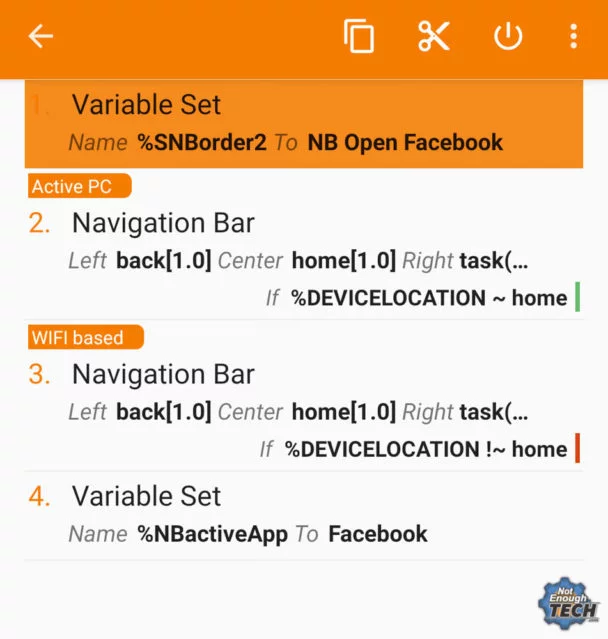 1. Variable Set
Name %SNBorder2 To NB Open Facebook
Active PC
2. Navigation Bar
Left back[1.0] Center home[1.0] Right task(...
If %DEVICELOCATION ~ home
WIFI based
3. Navigation Bar
Left back[1.0] Center home[1.0] Right task(...
If %DEVICELOCATION !~ home
4. Variable Set
Name %NBactiveApp To Facebook
Not
Enough
TECH